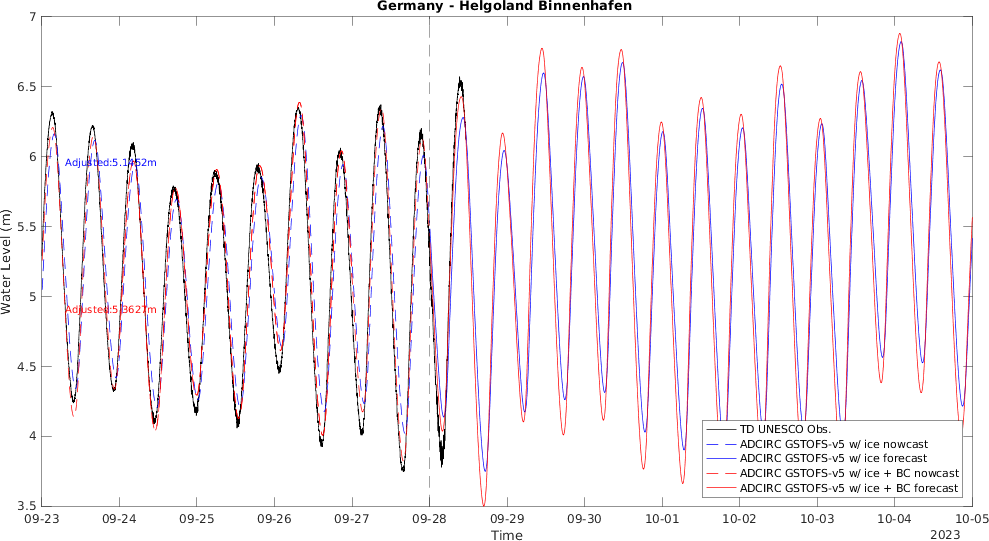 Germany - Helgoland Binnenhafen
Water Level (m)
7
6.5
6
5.5
5
4.5
4
3.5
Adjusted:5.1452m
Adjusted:5.3627m
TD UNESCO Obs.
ADCIRC GSTOFS-v5 w/ ice nowcast
ADCIRC GSTOFS-v5 w/ ice forecast
ADCIRC GSTOFS-v5 w/ ice + BC nowcast
ADCIRC GSTOFS-v5 w/ ice + BC forecast
09-23 09-24 09-25 09-26 09-27 09-28 09-29 09-30 10-01 10-02 10-03 10-04 10-05
Time
2023